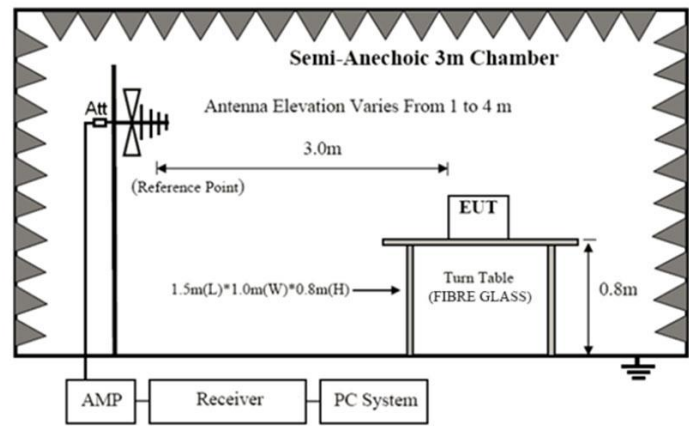 Semi-Anechoic 3m Chamber
Att
Antenna Elevation Varies From 1 to 4 m
3.0m
(Reference Point)
EUT
1.5m(L)*1.0m(W)*0.8m(H)
Turn Table
(FIBRE GLASS)
0.8m
AMP
Receiver
PC System